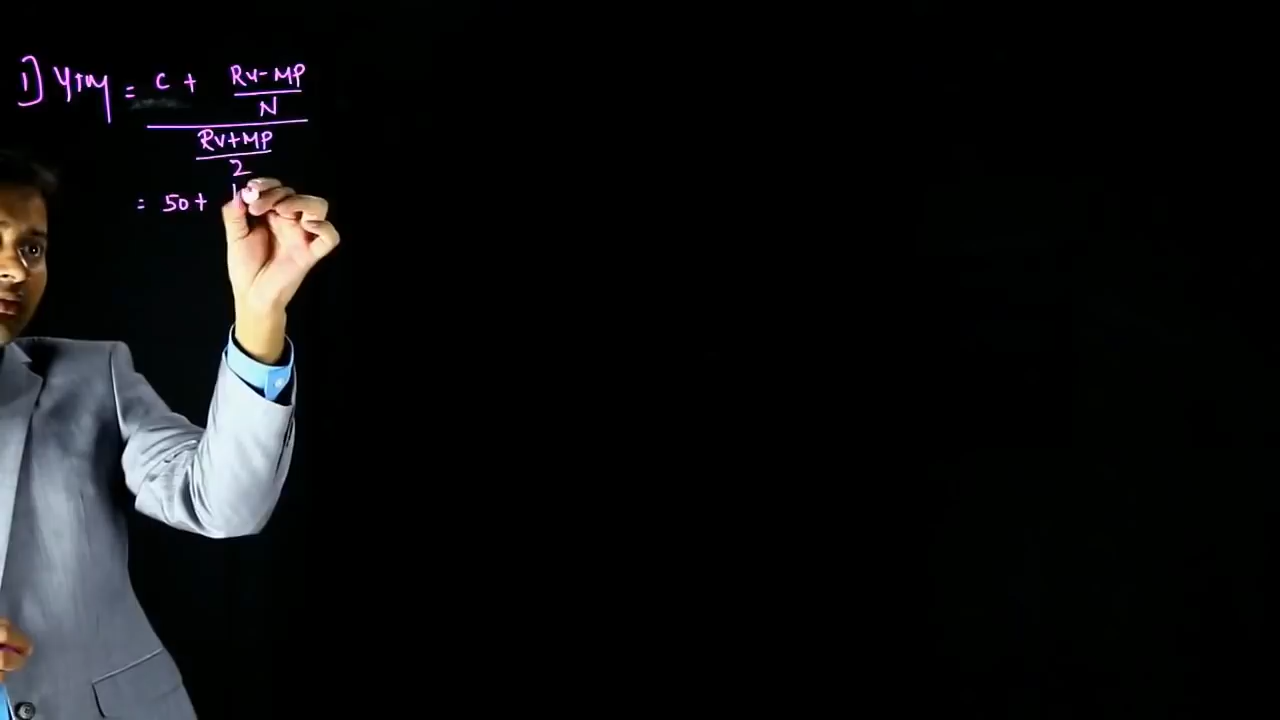 1] YTM = C + RV-MP
N
RV+MP
2
= 50+